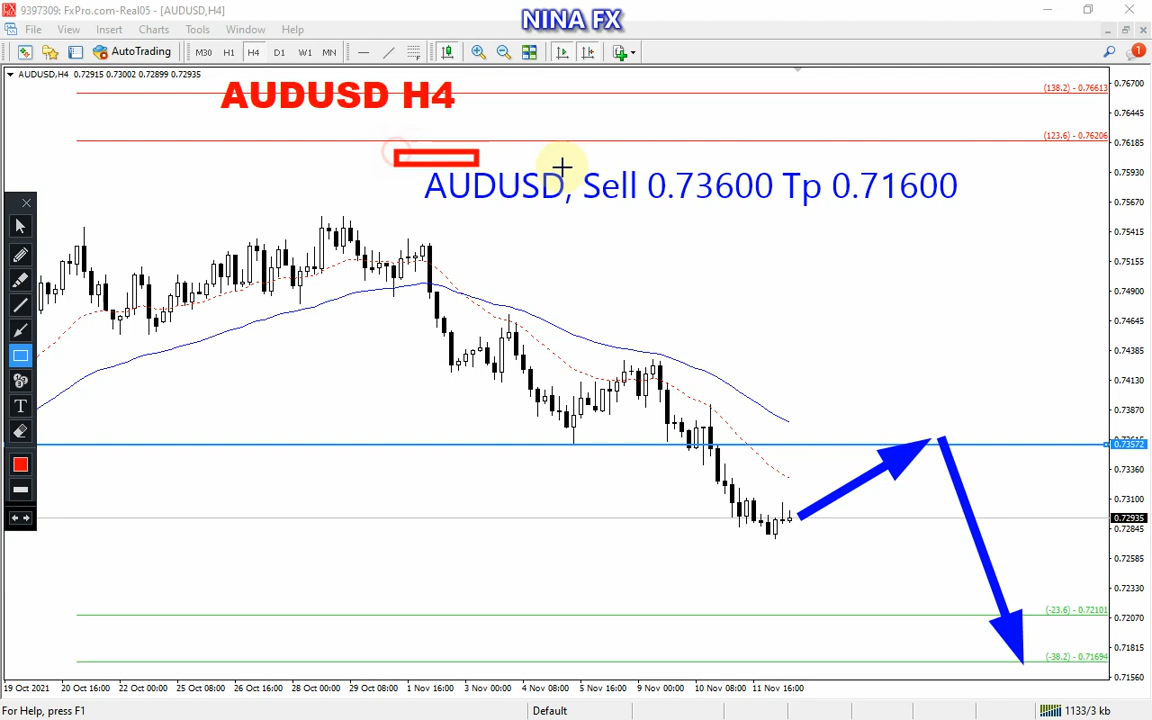 9397309: FxPro.com-Real05 - [AUDUSD,H4]
NINA FX
File View Insert Charts Tools Window Help
AutoTrading M30 H1 H4 D1 W1 MN
1
AUDUSD,H4 0.72915 0.73002 0.72899 0.72935
AUDUSD H4
AUDUSD, Sell 0.73600 Tp 0.71600
(138.2) - 0.76613
(123.6) - 0.76206
(-23.6) - 0.72101
(-38.2) - 0.71694
0.76700
0.76445
0.76185
0.75930
0.75670
0.75415
0.75155
0.74900
0.74645
0.74385
0.74130
0.73870
0.73572
0.73360
0.73100
0.72935
0.72845
0.72585
0.72330
0.72070
0.71815
0.71560
19 Oct 2021 20 Oct 16:00 22 Oct 00:00 25 Oct 08:00 26 Oct 16:00 28 Oct 00:00 29 Oct 08:00 1 Nov 16:00 3 Nov 00:00 4 Nov 08:00 5 Nov 16:00 9 Nov 00:00 10 Nov 08:00 11 Nov 16:00
For Help, press F1 Default 1133/3 kb